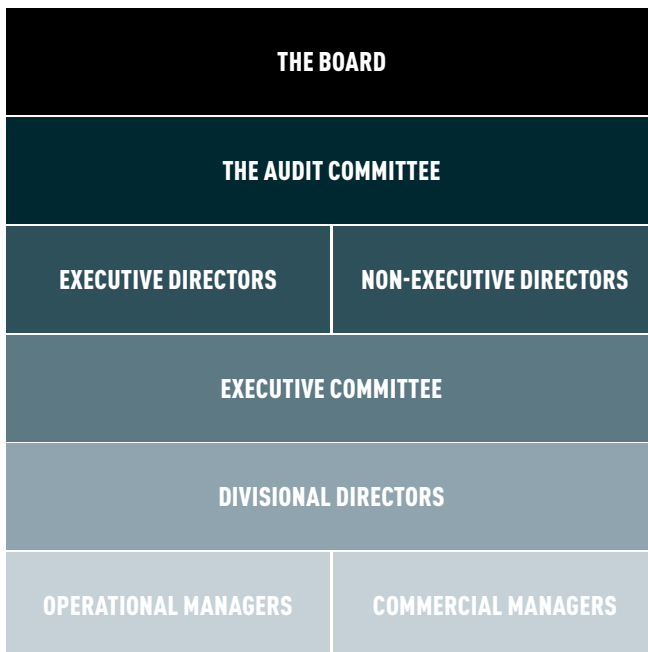 THE BOARD
THE AUDIT COMMITTEE
EXECUTIVE DIRECTORS
NON-EXECUTIVE DIRECTORS
EXECUTIVE COMMITTEE
DIVISIONAL DIRECTORS
OPERATIONAL MANAGERS
COMMERCIAL MANAGERS